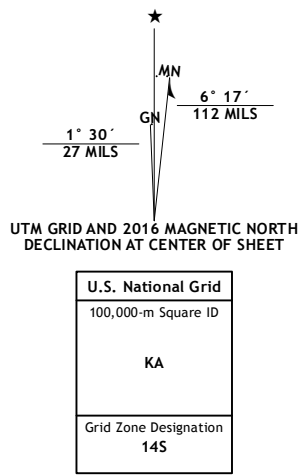 ★
MN
GN
6° 17´
112 MILS
1° 30´
27 MILS
UTM GRID AND 2016 MAGNETIC NORTH
DECLINATION AT CENTER OF SHEET
U.S. National Grid
100,000-m Square ID
KA
Grid Zone Designation
14S